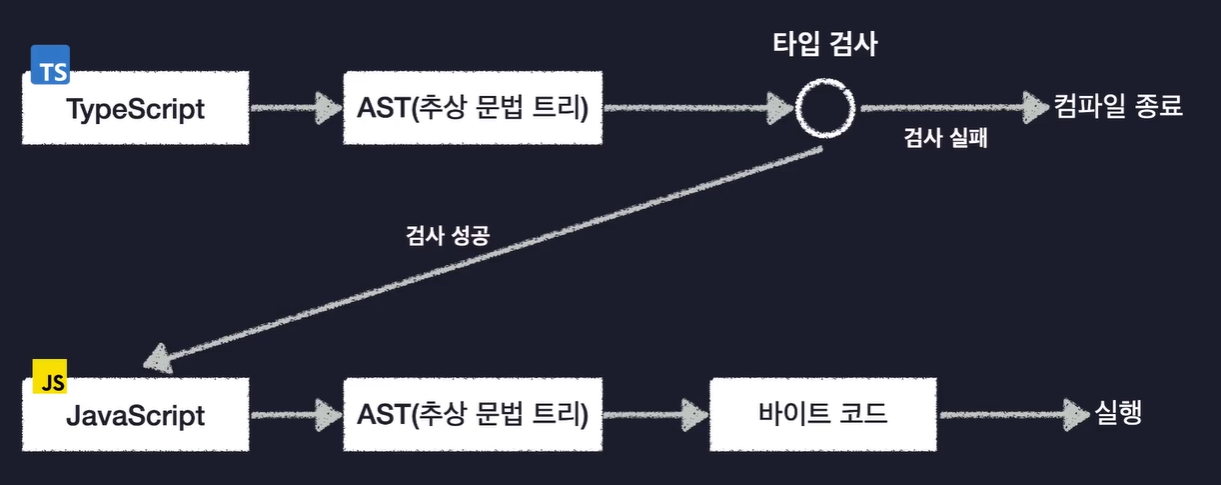 타입 검사
TS
TypeScript
AST(추상 문법 트리)
컴파일 종료
검사 실패
검사 성공
JS
JavaScript
AST(추상 문법 트리)
바이트 코드
실행